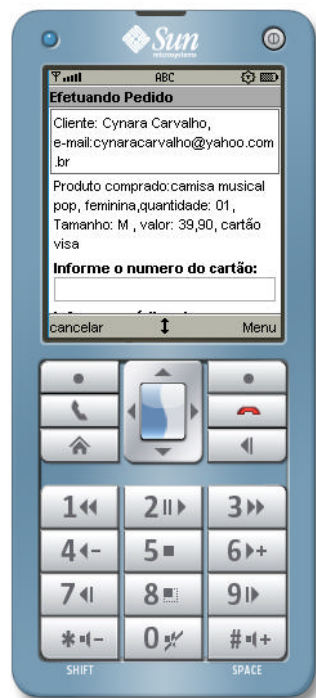 Sun
microsystems
ABC
Efetuando Pedido
Cliente: Cynara Carvalho,
e-mail:cynaracarvalho@yahoo.com
.br
Produto comprado:camisa musical
pop, feminina,quantidade: 01,
Tamanho: M , valor: 39,90, cartão
visa
Informe o numero do cartão:
cancelar Menu
1 2 3
4 - 5 6 +
7 8 9
* - 0 # +
SHIFT SPACE